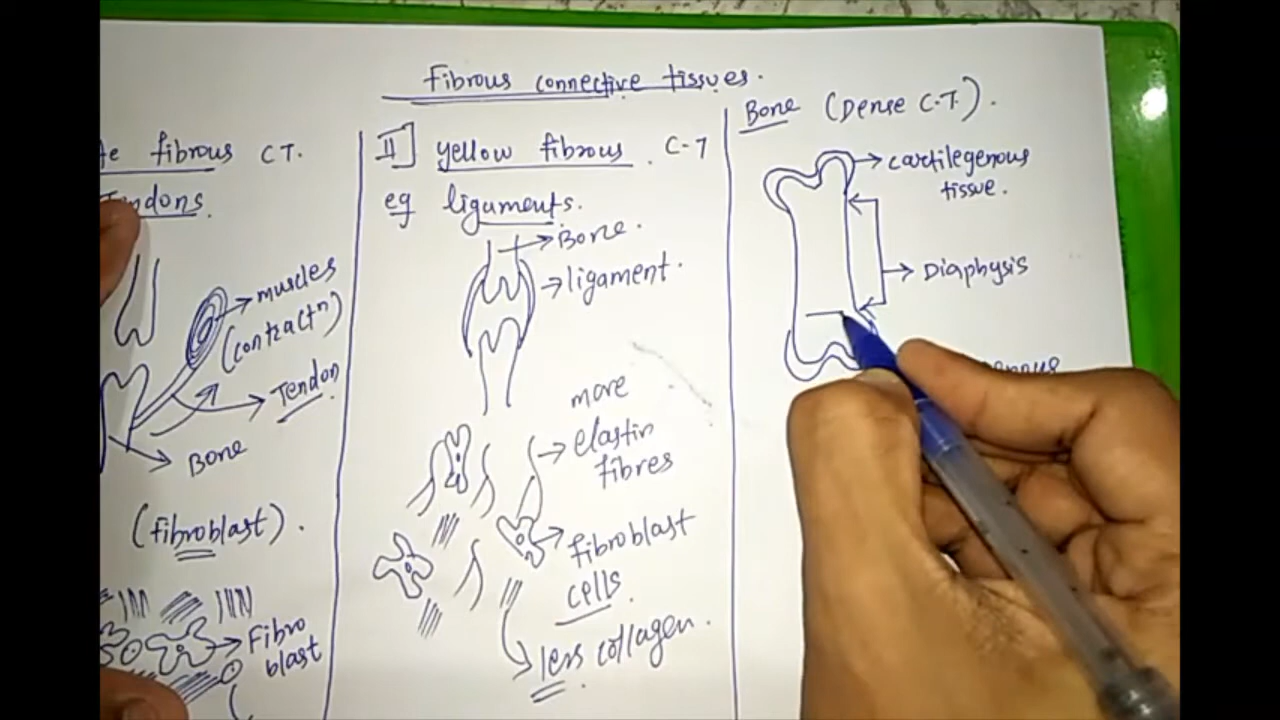 Fibrous connective tissues.
te fibrous C T.
Tendons.
muscles
(contractⁿ)
Tendon
Bone
(fibroblast).
Fibro
blast
II] yellow fibrous . C-T
eg ligaments.
Bone.
ligament.
more
elastin
fibres
fibroblast
cells.
less collagen.
Bone (Dense C.T.).
cartilegenous
tissue.
Diaphysis